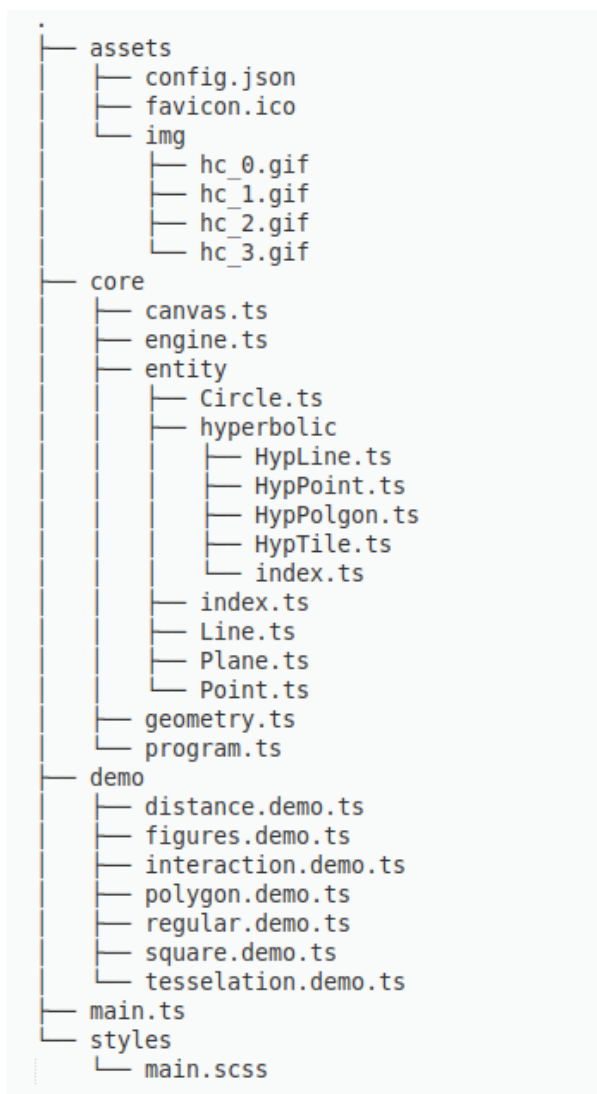 .
├── assets
│   ├── config.json
│   ├── favicon.ico
│   └── img
│       ├── hc_0.gif
│       ├── hc_1.gif
│       ├── hc_2.gif
│       └── hc_3.gif
├── core
│   ├── canvas.ts
│   ├── engine.ts
│   ├── entity
│   │   ├── Circle.ts
│   │   ├── hyperbolic
│   │   │   ├── HypLine.ts
│   │   │   ├── HypPoint.ts
│   │   │   ├── HypPolgon.ts
│   │   │   ├── HypTile.ts
│   │   │   └── index.ts
│   │   ├── index.ts
│   │   ├── Line.ts
│   │   ├── Plane.ts
│   │   └── Point.ts
│   ├── geometry.ts
│   └── program.ts
├── demo
│   ├── distance.demo.ts
│   ├── figures.demo.ts
│   ├── interaction.demo.ts
│   ├── polygon.demo.ts
│   ├── regular.demo.ts
│   ├── square.demo.ts
│   └── tesselation.demo.ts
├── main.ts
└── styles
    └── main.scss